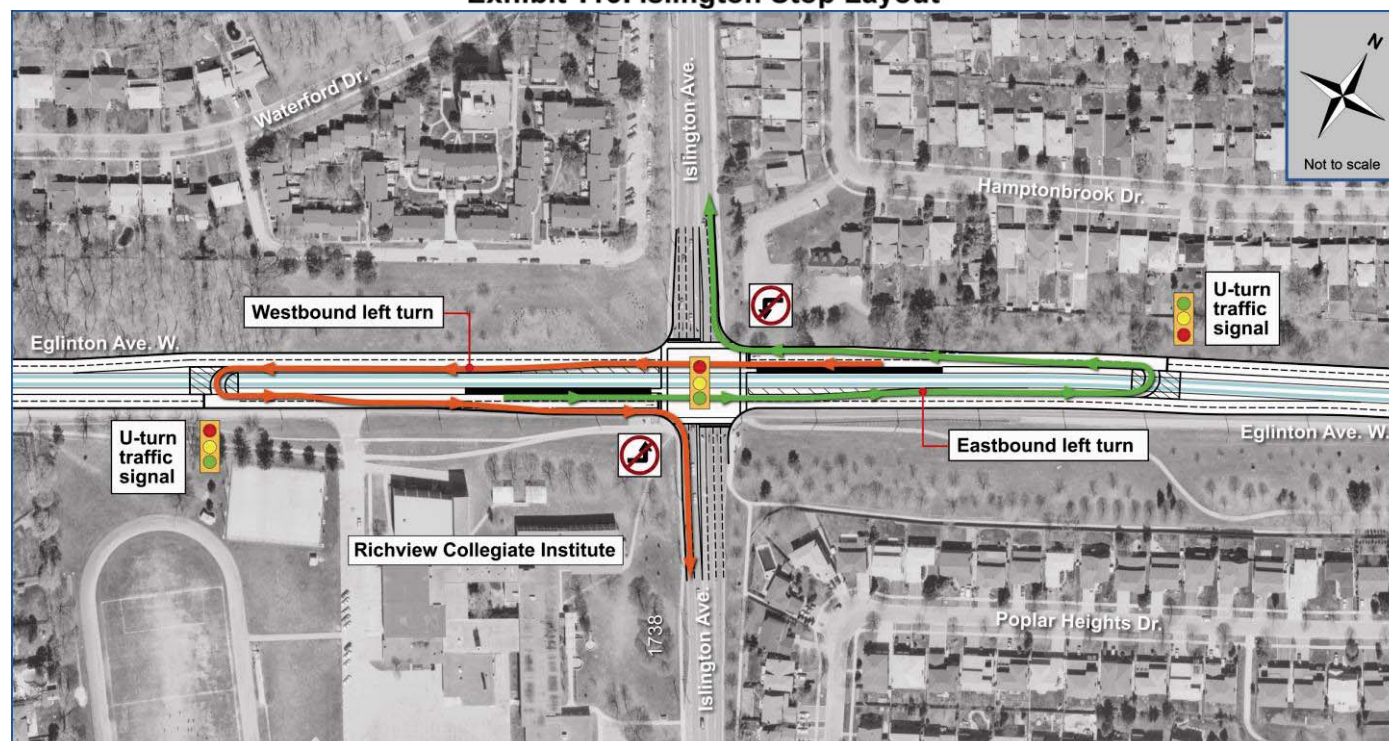 N
Not to scale
Waterford Dr.
Islington Ave.
Hamptonbrook Dr.
U-turn
traffic
signal
Westbound left turn
Eglinton Ave. W.
Eglinton Ave. W.
Eastbound left turn
U-turn
traffic
signal
Richview Collegiate Institute
1738
Islington Ave.
Poplar Heights Dr.